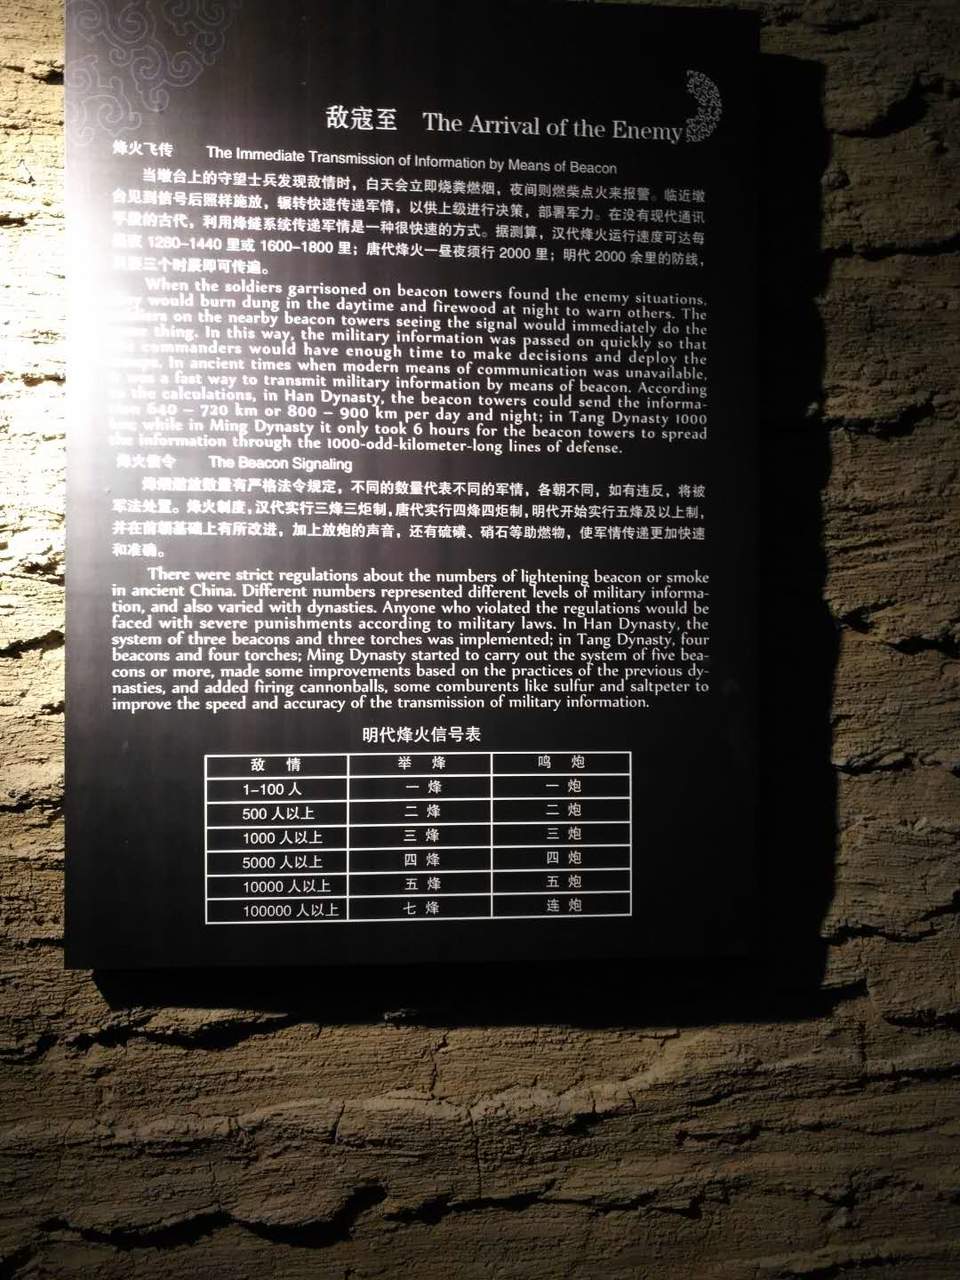 敌寇至 The Arrival of the Enemy
烽火飞传 The Immediate Transmission of Information by Means of Beacon
当墩台上的守望士兵发现敌情时，白天会立即烧粪燃烟，夜间则燃柴点火来报警。临近墩
台见到信号后照样施放，辗转快速传递军情，以供上级进行决策，部署军力。在没有现代通讯
手段的古代，利用烽燧系统传递军情是一种很快速的方式。据测算，汉代烽火运行速度可达每
1280-1440 里或 1600-1800 里；唐代烽火一昼夜须行 2000 里；明代 2000 余里的防线，
三个时辰即可传遍。
When the soldiers garrisoned on beacon towers found the enemy situations,
would burn dung in the daytime and firewood at night to warn others. The
on the nearby beacon towers seeing the signal would immediately do the
thing. In this way, the military information was passed on quickly so that
commanders would have enough time to make decisions and deploy the
In ancient times when modern means of communication was unavailable,
was a fast way to transmit military information by means of beacon. According
the calculations, in Han Dynasty, the beacon towers could send the informa-
640 – 720 km or 800 – 900 km per day and night; in Tang Dynasty 1000
while in Ming Dynasty it only took 6 hours for the beacon towers to spread
the information through the 1000-odd-kilometer-long lines of defense.
烽火信令 The Beacon Signaling
数量有严格法令规定，不同的数量代表不同的军情，各朝不同，如有违反，将被
军法处置。烽火制度，汉代实行三烽三炬制，唐代实行四烽四炬制，明代开始实行五烽及以上制，
并在前朝基础上有所改进，加上放炮的声音，还有硫磺、硝石等助燃物，使军情传递更加快速
和准确。
There were strict regulations about the numbers of lightening beacon or smoke
in ancient China. Different numbers represented different levels of military informa-
tion, and also varied with dynasties. Anyone who violated the regulations would be
faced with severe punishments according to military laws. In Han Dynasty, the
system of three beacons and three torches was implemented; in Tang Dynasty, four
beacons and four torches; Ming Dynasty started to carry out the system of five bea-
cons or more, made some improvements based on the practices of the previous dy-
nasties, and added firing cannonballs, some comburents like sulfur and saltpeter to
improve the speed and accuracy of the transmission of military information.
明代烽火信号表
敌 情 举 烽 鸣 炮
1-100 人 一 烽 一 炮
500 人以上 二 烽 二 炮
1000 人以上 三 烽 三 炮
5000 人以上 四 烽 四 炮
10000 人以上 五 烽 五 炮
100000 人以上 七 烽 连 炮